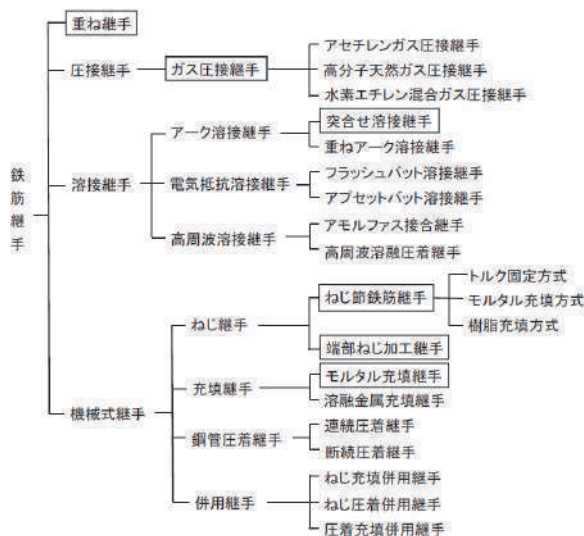 鉄筋継手
重ね継手
圧接継手
ガス圧接継手
アセチレンガス圧接継手
高分子天然ガス圧接継手
水素エチレン混合ガス圧接継手
溶接継手
アーク溶接継手
突合せ溶接継手
重ねアーク溶接継手
電気抵抗溶接継手
フラッシュバット溶接継手
アプセットバット溶接継手
高周波溶接継手
アモルファス接合継手
高周波溶融圧着継手
機械式継手
ねじ継手
ねじ節鉄筋継手
トルク固定方式
モルタル充填方式
樹脂充填方式
端部ねじ加工継手
充填継手
モルタル充填継手
溶融金属充填継手
鋼管圧着継手
連続圧着継手
断続圧着継手
併用継手
ねじ充填併用継手
ねじ圧着併用継手
圧着充填併用継手